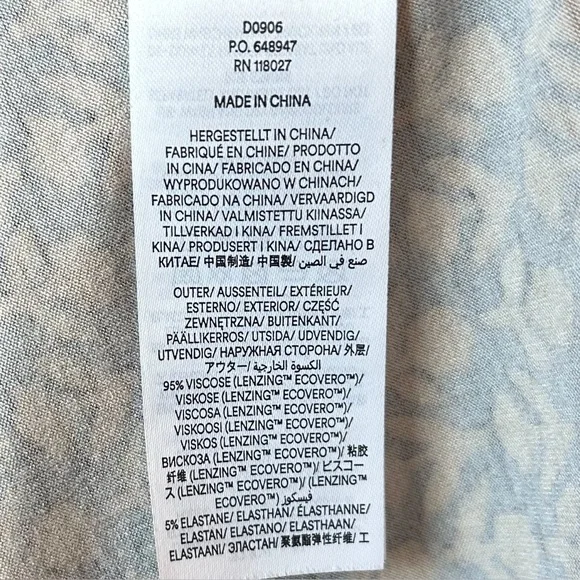 D0906
P.O. 648947
RN 118027
MADE IN CHINA
HERGESTELLT IN CHINA/
FABRIQUÉ EN CHINE/ PRODOTTO
IN CINA/ FABRICADO EN CHINA/
WYPRODUKOWANO W CHINACH/
FABRICADO NA CHINA/ VERVAARDIGD
IN CHINA/ VALMISTETTU KIINASSA/
TILLVERKAD I KINA/ FREMSTILLET I
KINA/ PRODUSERT I KINA/ СДЕЛАНО В
КИТАЕ/ 中国制造/ 中国製/ صنع في الصين
OUTER/ AUSSENTEIL/ EXTÉRIEUR/
ESTERNO/ EXTERIOR/ CZĘŚĆ
ZEWNĘTRZNA/ BUITENKANT/
PÄÄLLIKERROS/ UTSIDA/ UDVENDIG/
UTVENDIG/ НАРУЖНАЯ СТОРОНА/ 外层/
アウター/ الكسوة الخارجية
95% VISCOSE (LENZING™ ECOVERO™)/
VISKOSE (LENZING™ ECOVERO™)/
VISCOSA (LENZING™ ECOVERO™)/
VISKOOSI (LENZING™ ECOVERO™)/
VISKOS (LENZING™ ECOVERO™)/
ВИСКОЗА (LENZING™ ECOVERO™)/ 粘胶
纤维 (LENZING™ ECOVERO™)/ ビスコー
ス (LENZING™ ECOVERO™)/ (LENZING™
ECOVERO™) فيسكوز
5% ELASTANE/ ELASTHAN/ ÉLASTHANNE/
ELASTAN/ ELASTANO/ ELASTHAAN/
ELASTAANI/ ЭЛАСТАН/ 聚氨酯弹性纤维/ エ